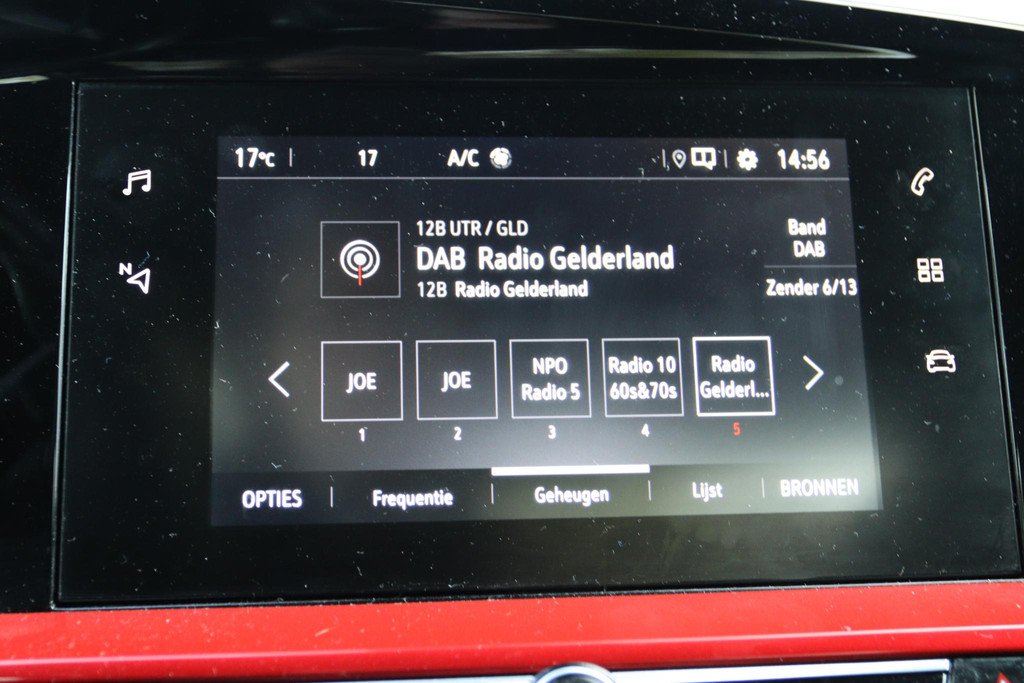 17°C 17 A/C 14:56
12B UTR / GLD
DAB Radio Gelderland
12B Radio Gelderland
Band
DAB
Zender 6/13
N
JOE
1
JOE
2
NPO
Radio 5
3
Radio 10
60s&70s
4
Radio
Gelderl...
5
OPTIES Frequentie Geheugen Lijst BRONNEN